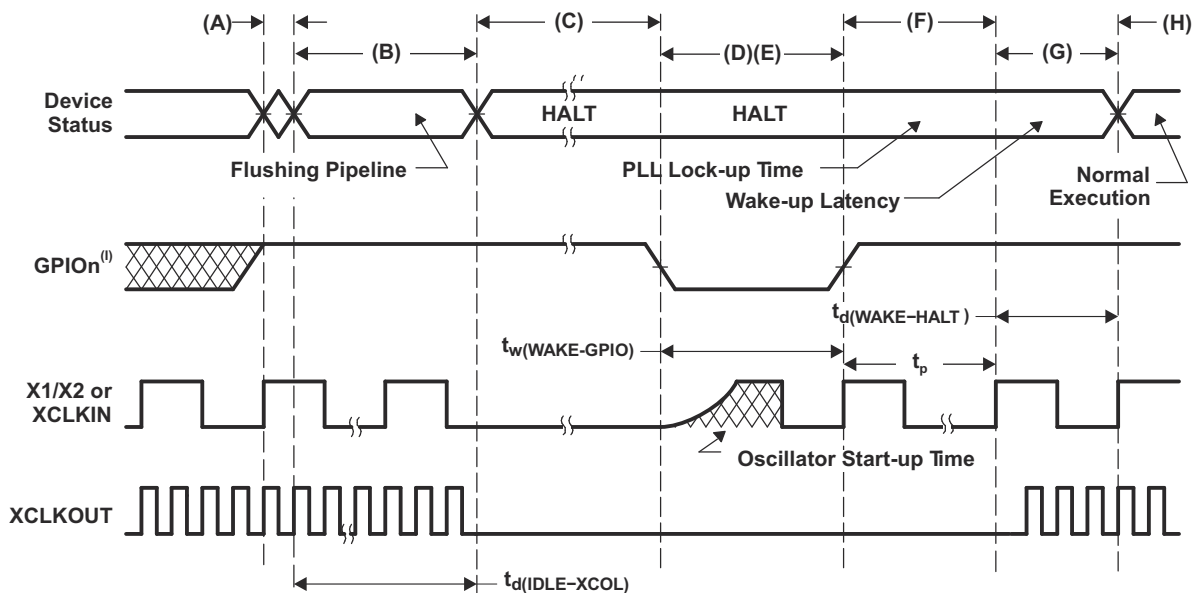 (A)
(B)
(C)
(D)(E)
(F)
(G)
(H)
Device
Status
HALT
HALT
Flushing Pipeline
PLL Lock-up Time
Wake-up Latency
Normal
Execution
GPIOn(I)
td(WAKE−HALT )
tw(WAKE-GPIO)
tp
X1/X2 or
XCLKIN
Oscillator Start-up Time
XCLKOUT
td(IDLE−XCOL)